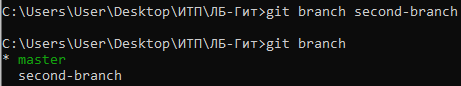 C:\Users\User\Desktop\ИТП\ЛБ-Гит>git branch second-branch
C:\Users\User\Desktop\ИТП\ЛБ-Гит>git branch
* master
  second-branch